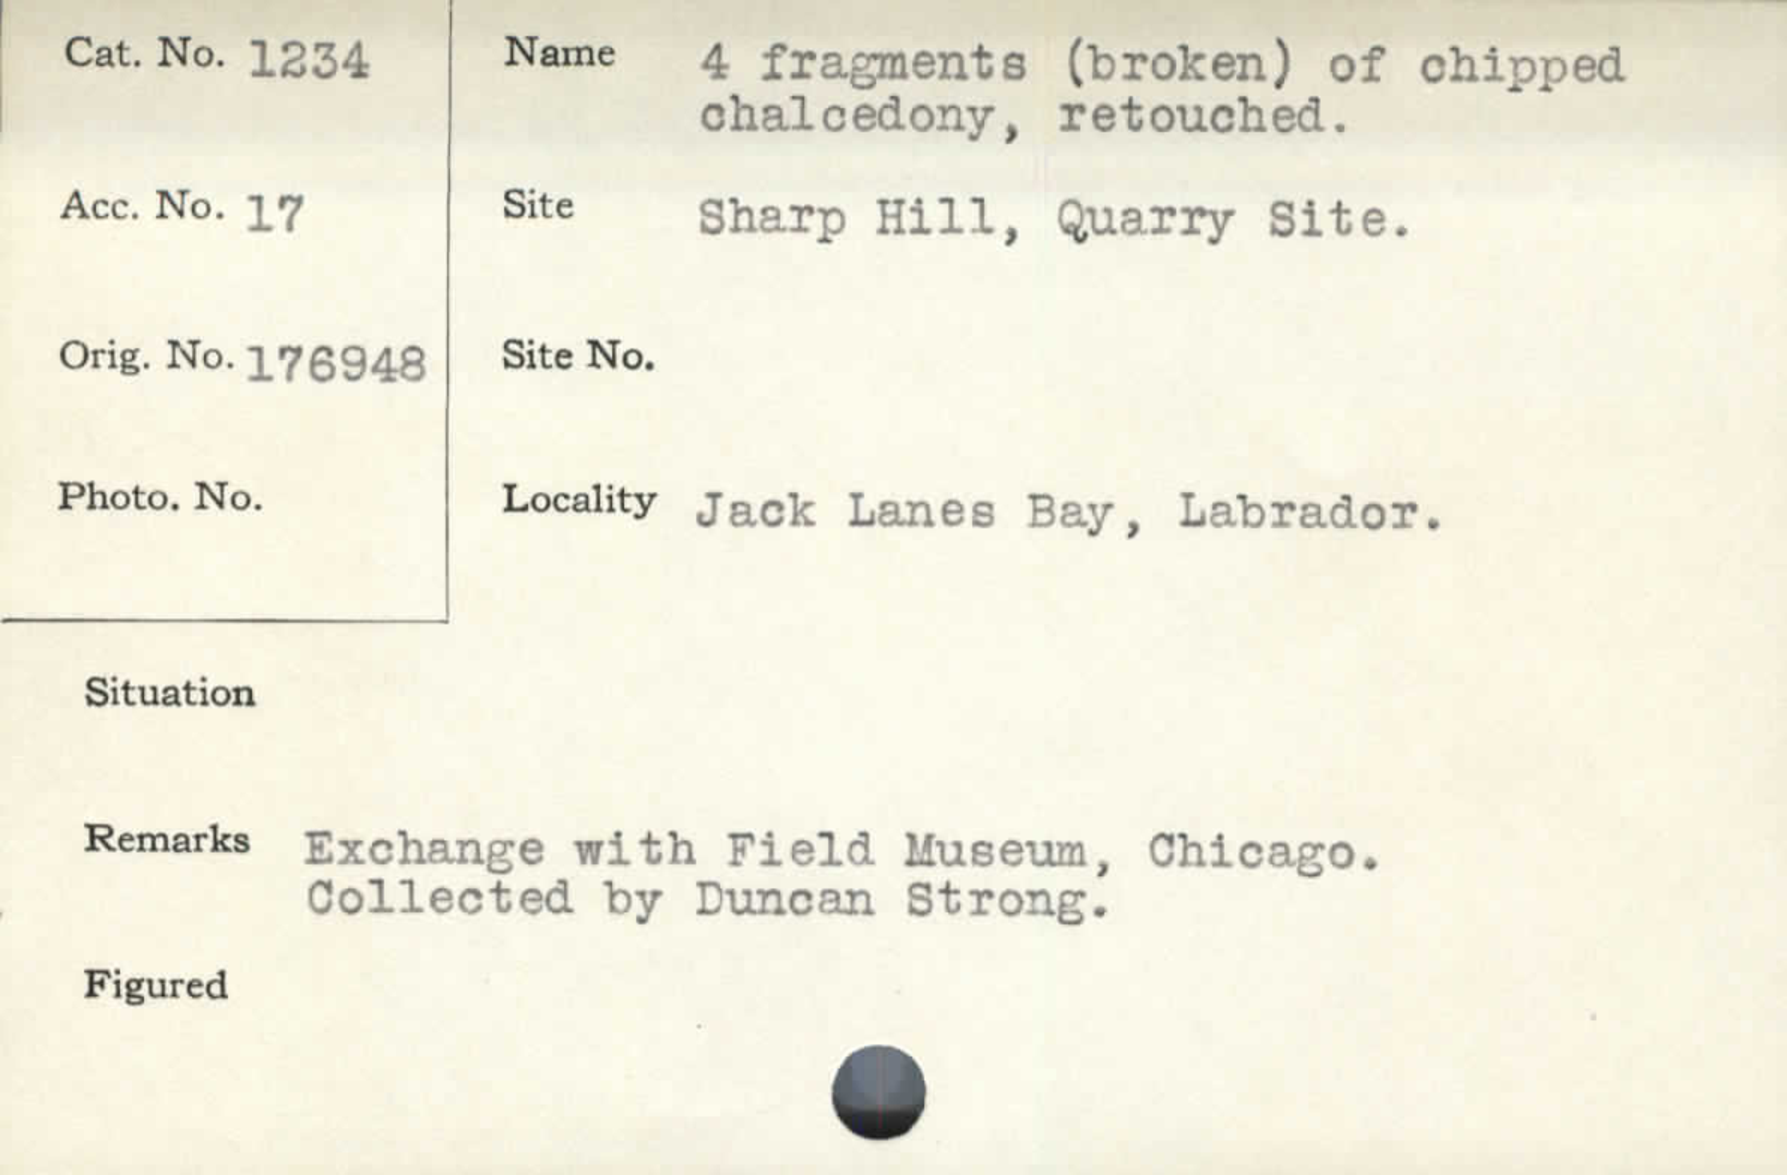 Cat. No. 1234
Name 4 fragments (broken) of chipped
chalcedony, retouched.
Acc. No. 17
Site Sharp Hill, Quarry Site.
Orig. No. 176948
Site No.
Photo. No.
Locality Jack Lanes Bay, Labrador.
Situation
Remarks Exchange with Field Museum, Chicago.
Collected by Duncan Strong.
Figured